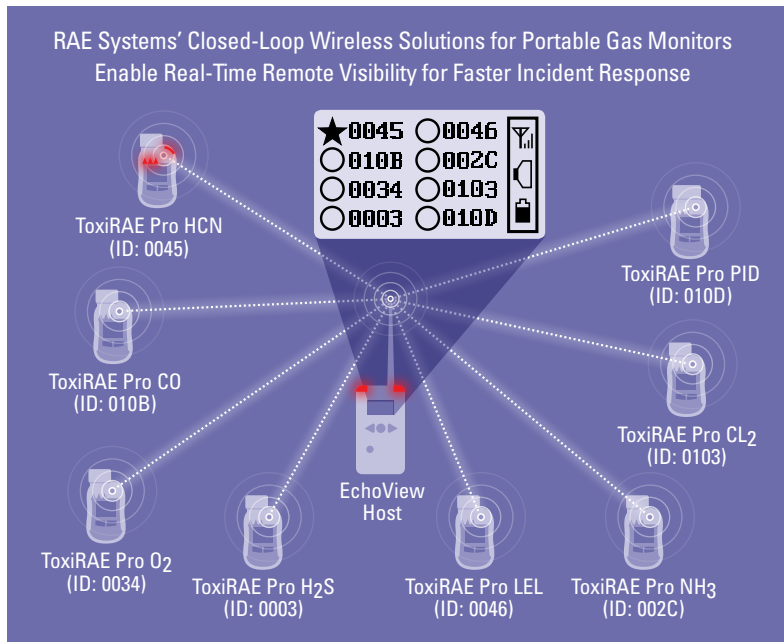 RAE Systems’ Closed-Loop Wireless Solutions for Portable Gas Monitors
Enable Real-Time Remote Visibility for Faster Incident Response
★0045 ○0046
○010B ○002C
○0034 ○0103
○0003 ○010D
ToxiRAE Pro HCN
(ID: 0045)
ToxiRAE Pro PID
(ID: 010D)
ToxiRAE Pro CO
(ID: 010B)
ToxiRAE Pro CL2
(ID: 0103)
EchoView
Host
ToxiRAE Pro O2
(ID: 0034)
ToxiRAE Pro H2S
(ID: 0003)
ToxiRAE Pro LEL
(ID: 0046)
ToxiRAE Pro NH3
(ID: 002C)